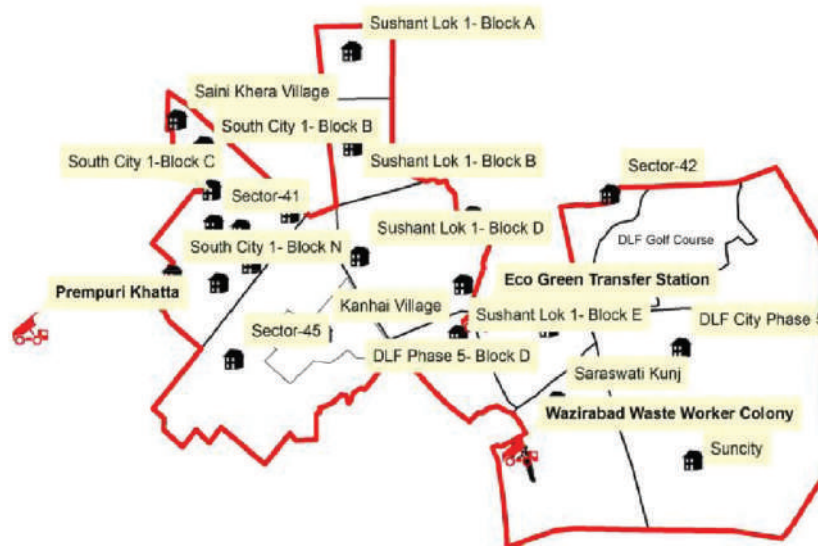 Sushant Lok 1- Block A
Saini Khera Village
South City 1- Block B
South City 1-Block C
Sushant Lok 1- Block B
Sector-42
Sector-41
Sushant Lok 1- Block D
DLF Golf Course
South City 1- Block N
Eco Green Transfer Station
Prempuri Khatta
Kanhai Village
Sushant Lok 1- Block E
DLF City Phase 5
Sector-45
DLF Phase 5- Block D
Saraswati Kunj
Wazirabad Waste Worker Colony
Suncity